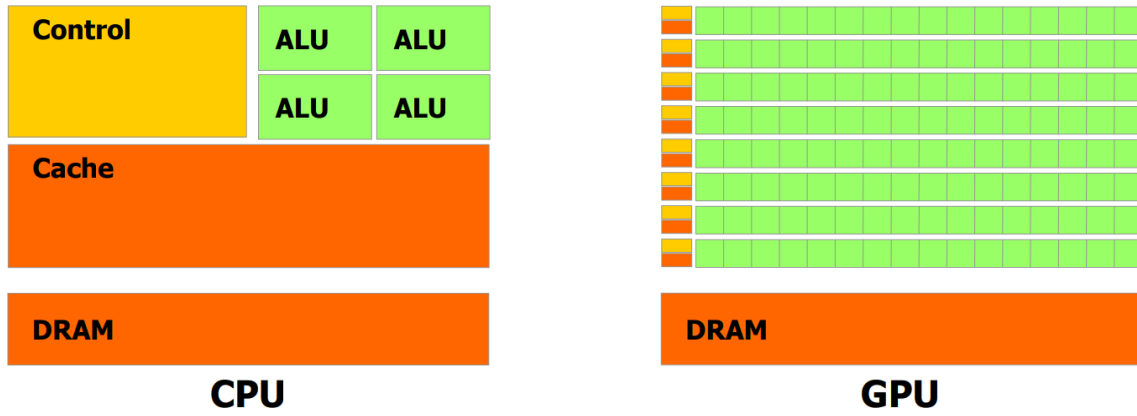 Control
ALU ALU
ALU ALU
Cache
DRAM
CPU
DRAM
GPU